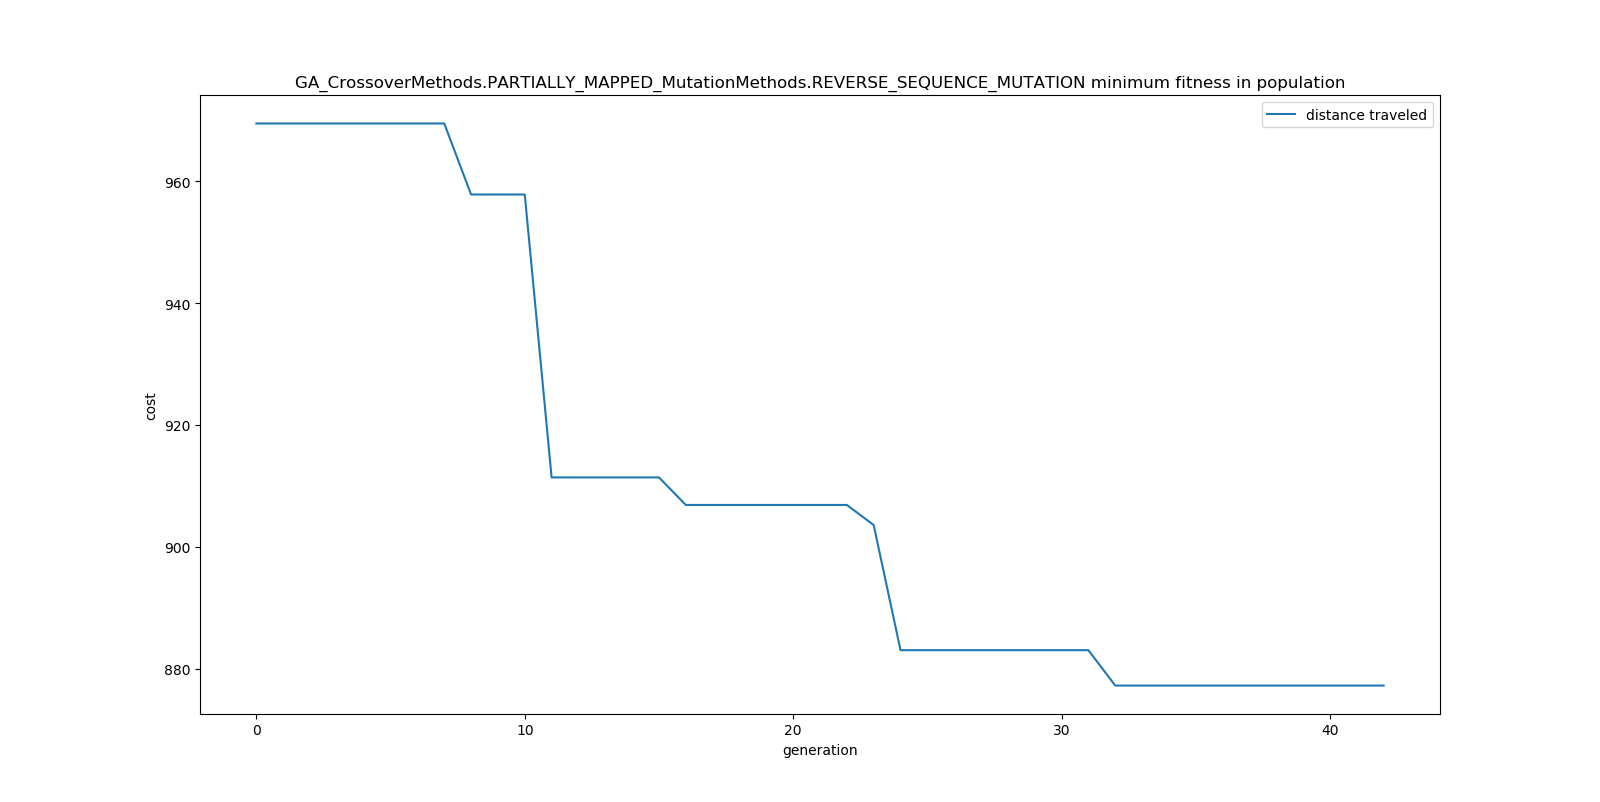 GA_CrossoverMethods.PARTIALLY_MAPPED_MutationMethods.REVERSE_SEQUENCE_MUTATION minimum fitness in population
distance traveled
960
940
920
900
880
cost
0 10 20 30 40
generation